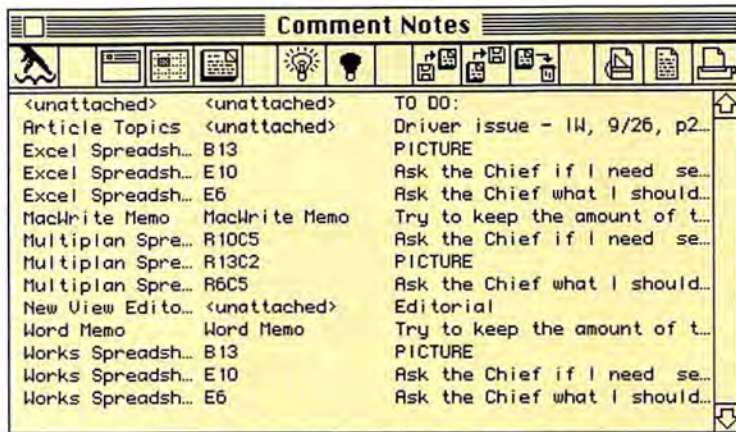 Comment Notes
<unattached> <unattached> TO DO:
Article Topics <unattached> Driver issue - IW, 9/26, p2…
Excel Spreadsh… B13 PICTURE
Excel Spreadsh… E10 Ask the Chief if I need se…
Excel Spreadsh… E6 Ask the Chief what I should…
MacWrite Memo MacWrite Memo Try to keep the amount of t…
Multiplan Spre… R10C5 Ask the Chief if I need se…
Multiplan Spre… R13C2 PICTURE
Multiplan Spre… R6C5 Ask the Chief what I should…
New View Edito… <unattached> Editorial
Word Memo Word Memo Try to keep the amount of t…
Works Spreadsh… B13 PICTURE
Works Spreadsh… E10 Ask the Chief if I need se…
Works Spreadsh… E6 Ask the Chief what I should…